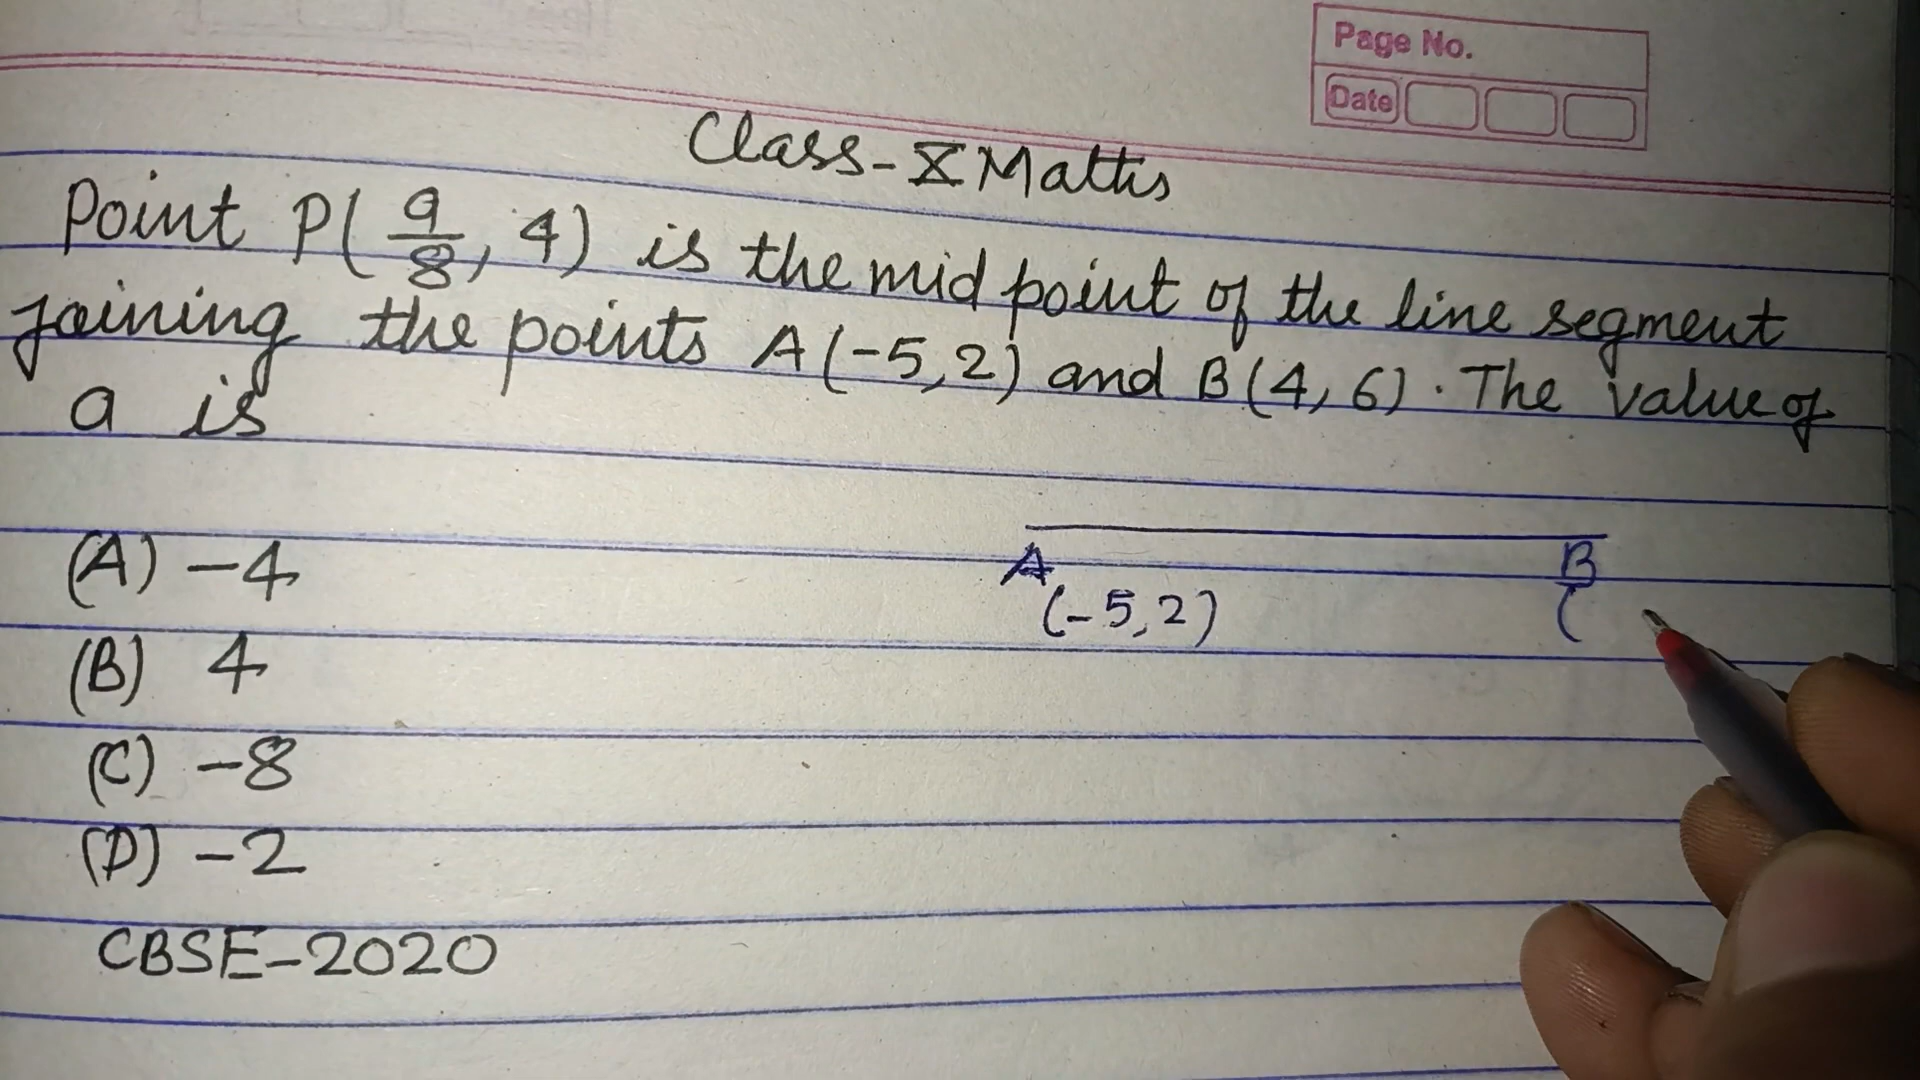 Page No.
Date
Class-X Maths
Point P(a/8, 4) is the mid point of the line segment
joining the points A(-5,2) and B(4,6). The value of
a is
(A) -4
(B) 4
(C) -8
(D) -2
CBSE-2020
A B
(-5,2) (